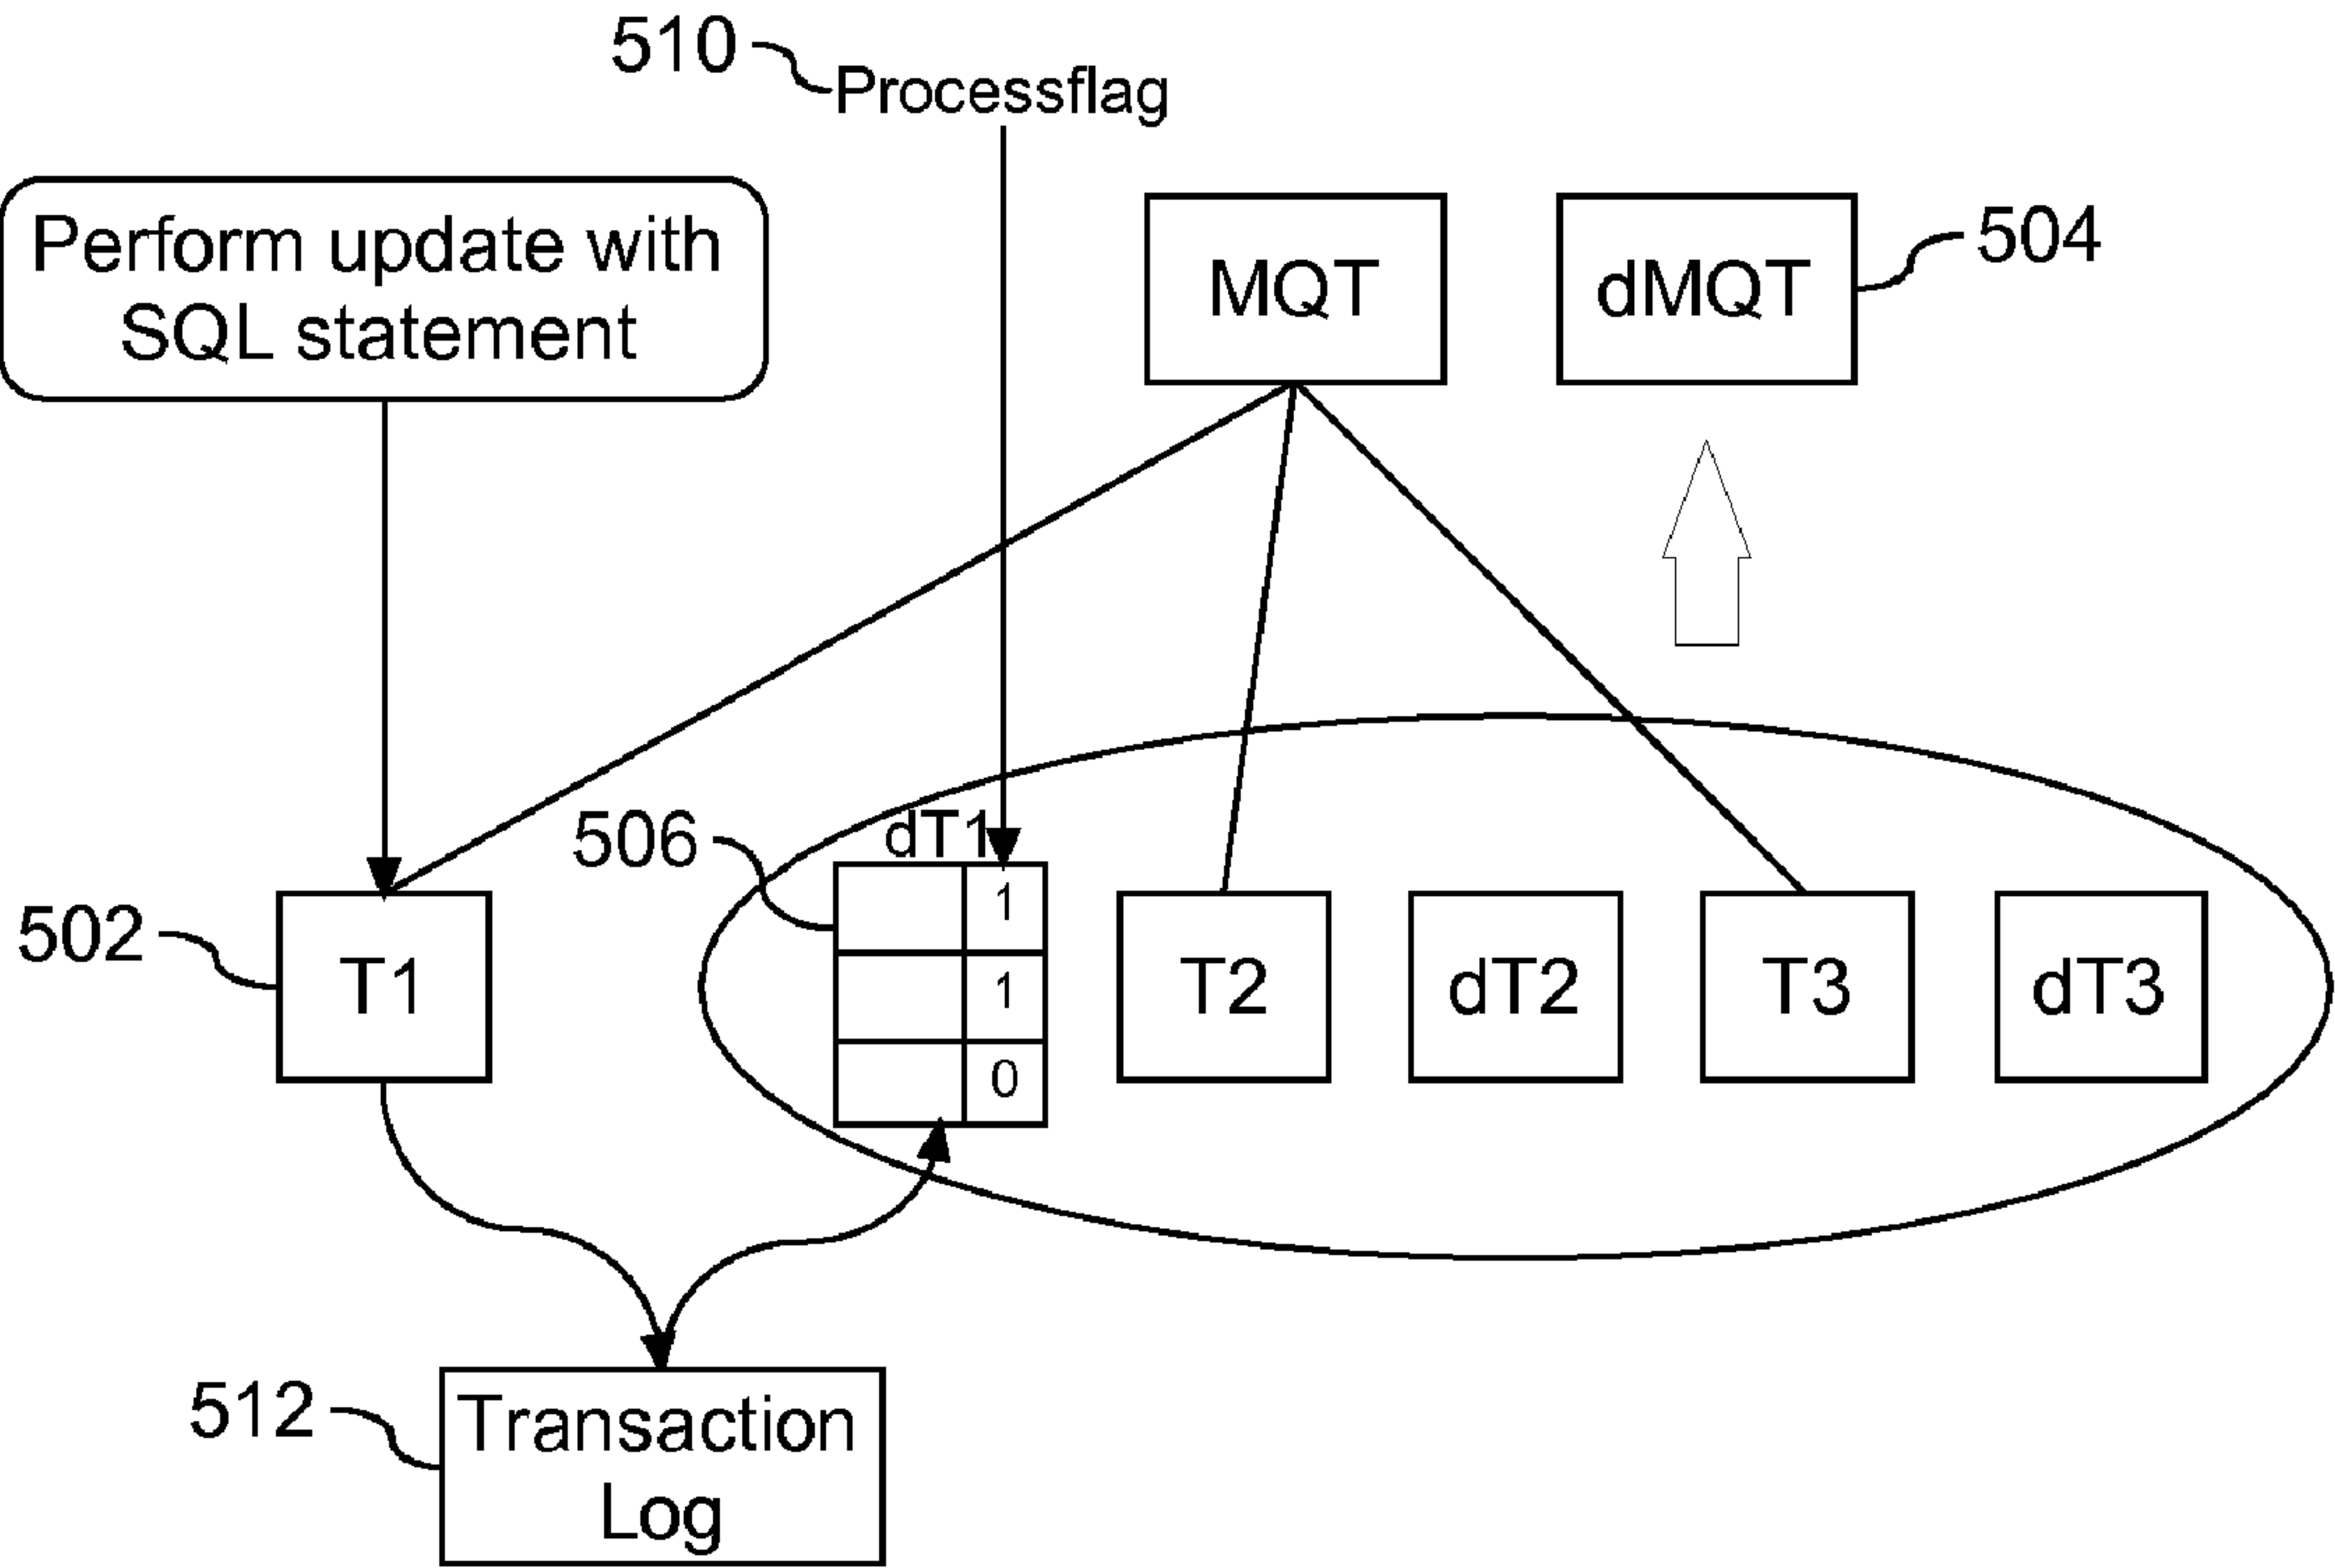 510
Processflag
Perform update with
SQL statement
MQT
dMQT
504
506
dT1
1
1
0
502
T1
T2
dT2
T3
dT3
512
Transaction
Log